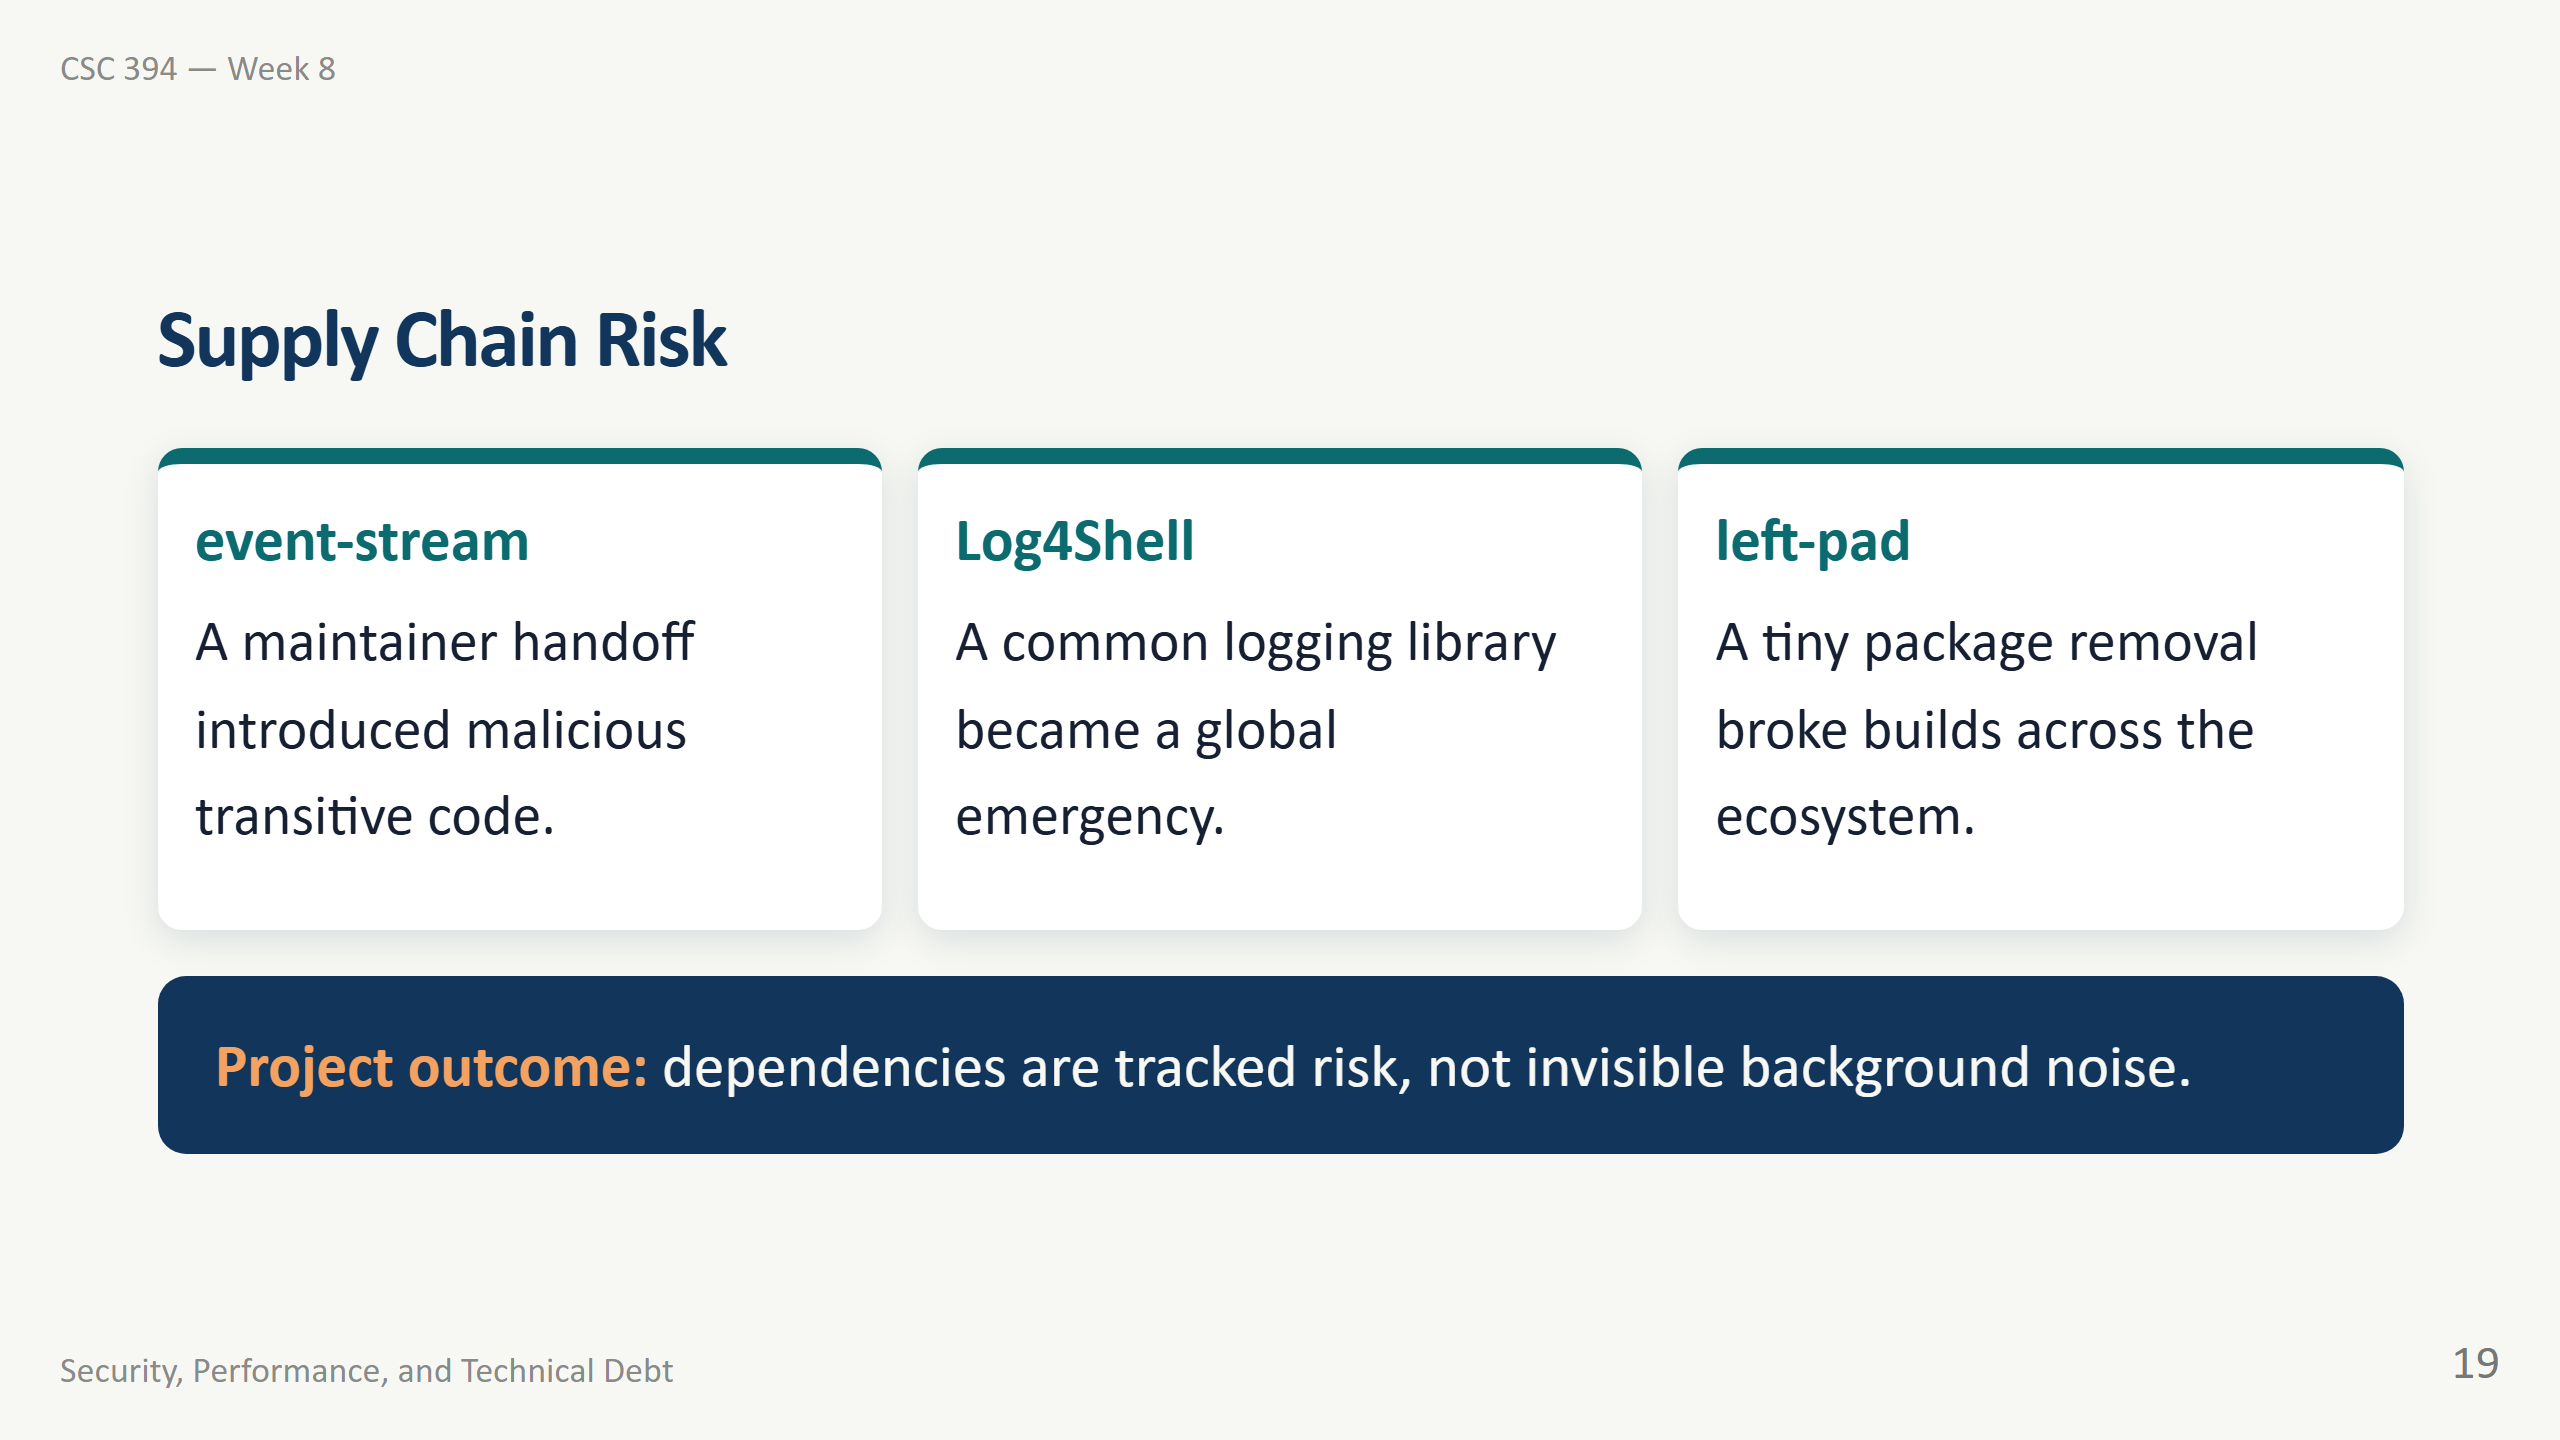 CSC 394 — Week 8
Supply Chain Risk
event-stream
A maintainer handoff
introduced malicious
transitive code.
Log4Shell
A common logging library
became a global
emergency.
left-pad
A tiny package removal
broke builds across the
ecosystem.
Project outcome: dependencies are tracked risk, not invisible background noise.
Security, Performance, and Technical Debt
19